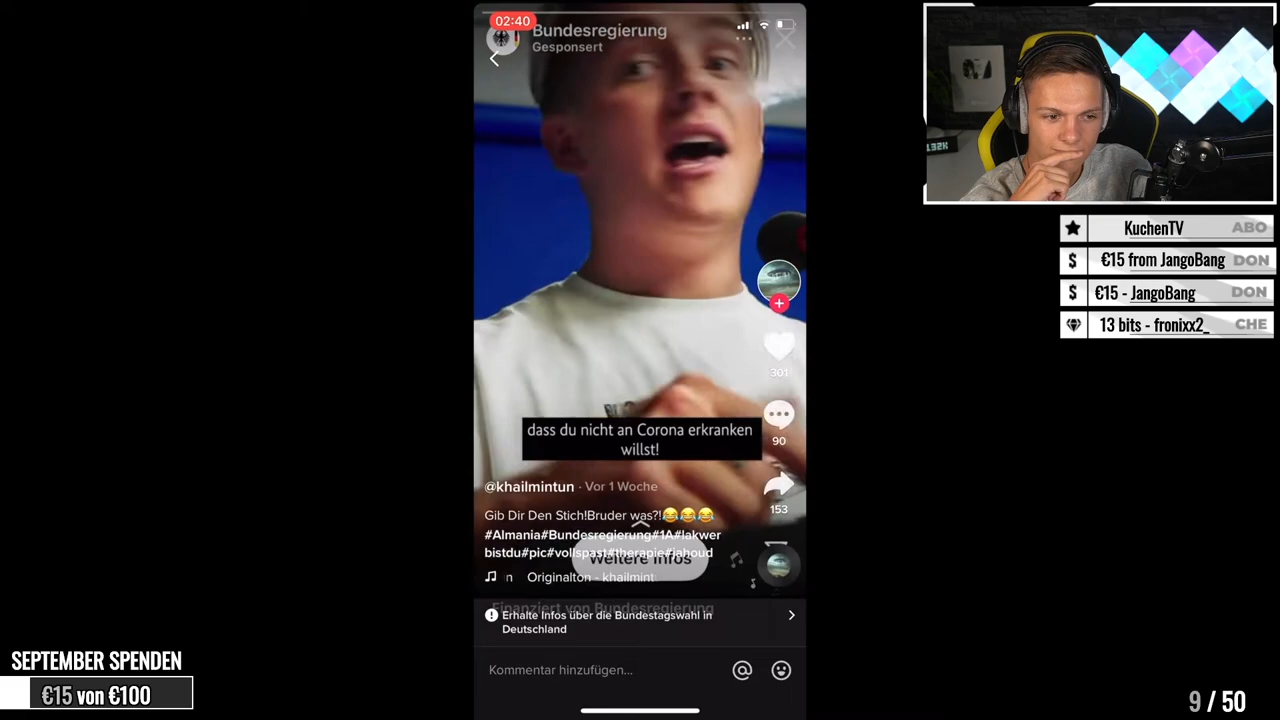 02:40
Bundesregierung
Gesponsert
dass du nicht an Corona erkranken
willst!
301
90
153
@khailmintun · Vor 1 Woche
Gib Dir Den Stich!Bruder was?!😂😂😂
#Almania#Bundesregierung#1A#lakwer
bistdu#pic#vollspast#therapie#jahoud
Weitere Infos
n Originalton - khailmint
Finanziert von Bundesregierung
Erhalte Infos über die Bundestagswahl in
Deutschland
Kommentar hinzufügen...
KuchenTV ABO
$ €15 from JangoBang DON
$ €15 - JangoBang DON
13 bits - fronixx2_ CHE
SEPTEMBER SPENDEN
€15 von €100
9 / 50